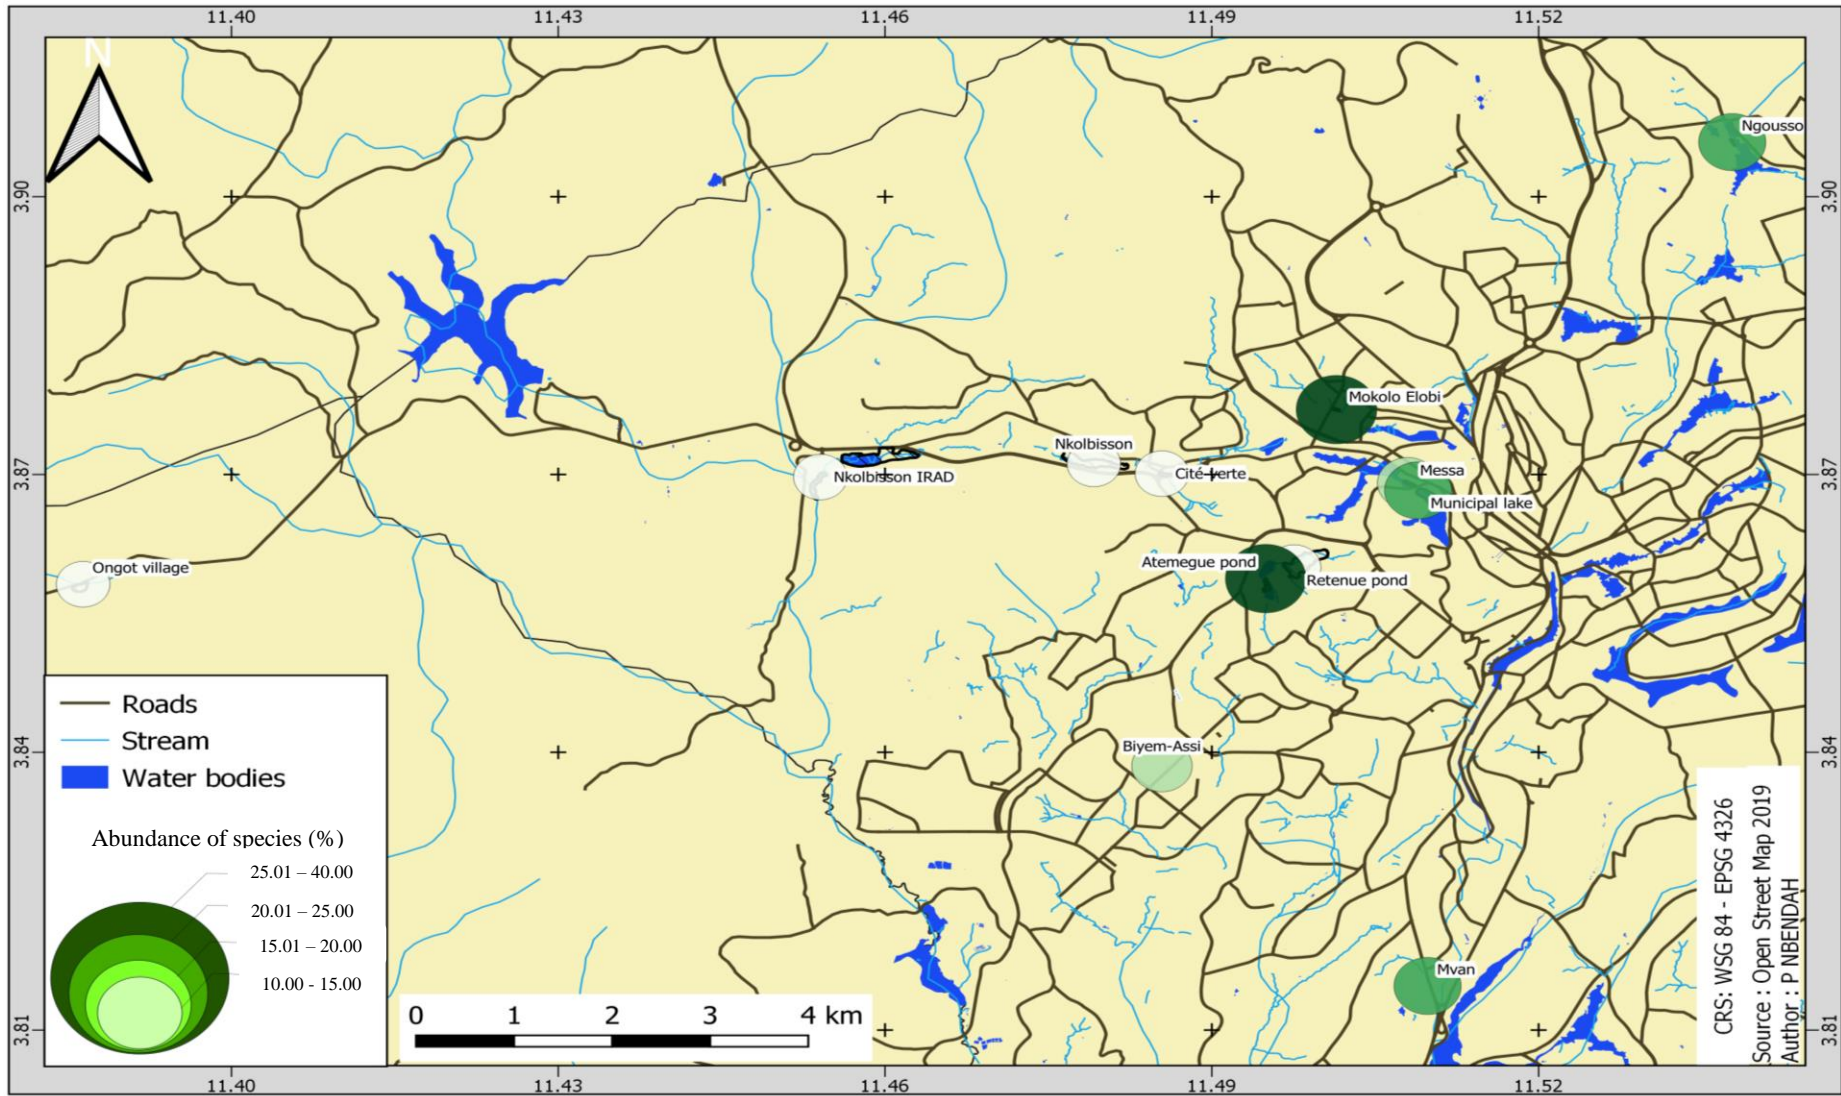 11.40
11.43
11.46
11.49
11.52
N
Ngousso
3.90
3.90
Mokolo Elobi
Nkolbisson
Messa
3.87
Nkolbisson IRAD
Cité-verte
3.87
Municipal lake
Ongot village
Atemegue pond
Retenue pond
Roads
Stream
Water bodies
3.84
Biyem-Assi
3.84
Abundance of species (%)
25.01 – 40.00
20.01 – 25.00
15.01 – 20.00
10.00 - 15.00
Mvan
0 1 2 3 4 km
3.81
3.81
CRS: WSG 84 - EPSG 4326
Source : Open Street Map 2019
Author : P NBENDAH
11.40
11.43
11.46
11.49
11.52